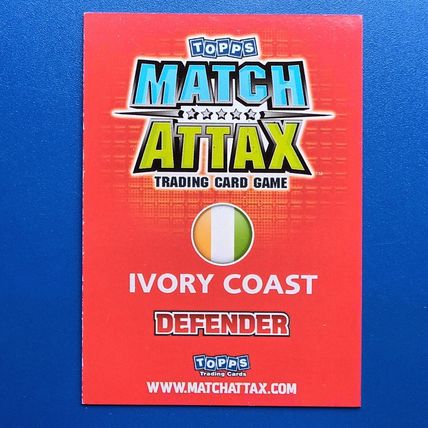 TOPPS
MATCH
ATTAX
TRADING CARD GAME
IVORY COAST
DEFENDER
TOPPS
Trading Cards
WWW.MATCHATTAX.COM